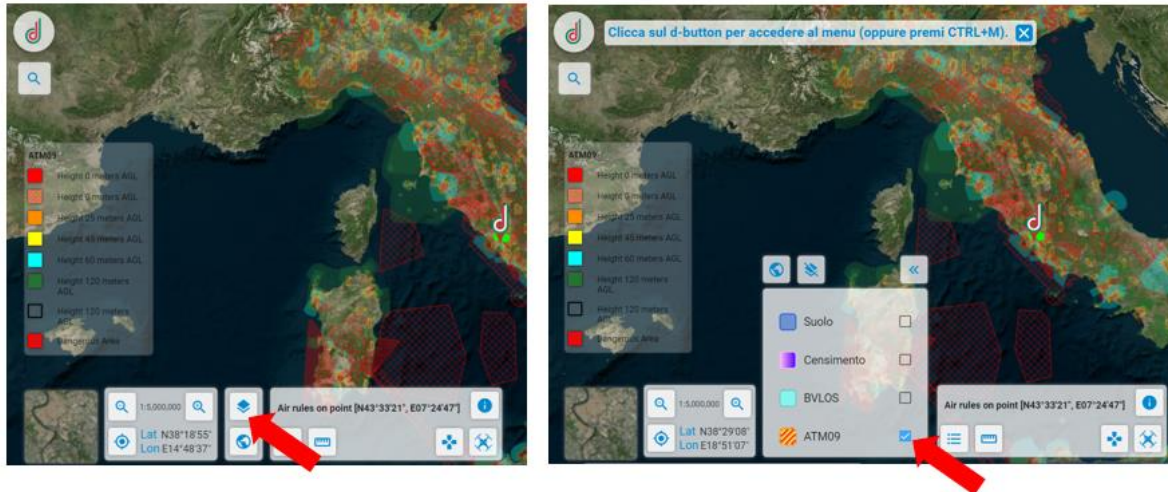 ATM09
Height 0 meters AGL
Height 0 meters AGL
Height 25 meters AGL
Height 45 meters AGL
Height 60 meters AGL
Height 120 meters
AGL
Height 120 meters
AGL
Dangerous Area
1:5,000,000
Lat N38°18'55"
Lon E14°48'37"
Air rules on point [N43°33'21", E07°24'47"]
Clicca sul d-button per accedere al menu (oppure premi CTRL+M).
ATM09
Height 0 meters AGL
Height 0 meters AGL
Height 25 meters AGL
Height 45 meters AGL
Height 60 meters AGL
Height 120 meters
AGL
Height 120 meters
AGL
Dangerous Area
Suolo
Censimento
BVLOS
ATM09
1:5,000,000
Lat N38°29'08"
Lon E18°51'07"
Air rules on point [N43°33'21", E07°24'47"]